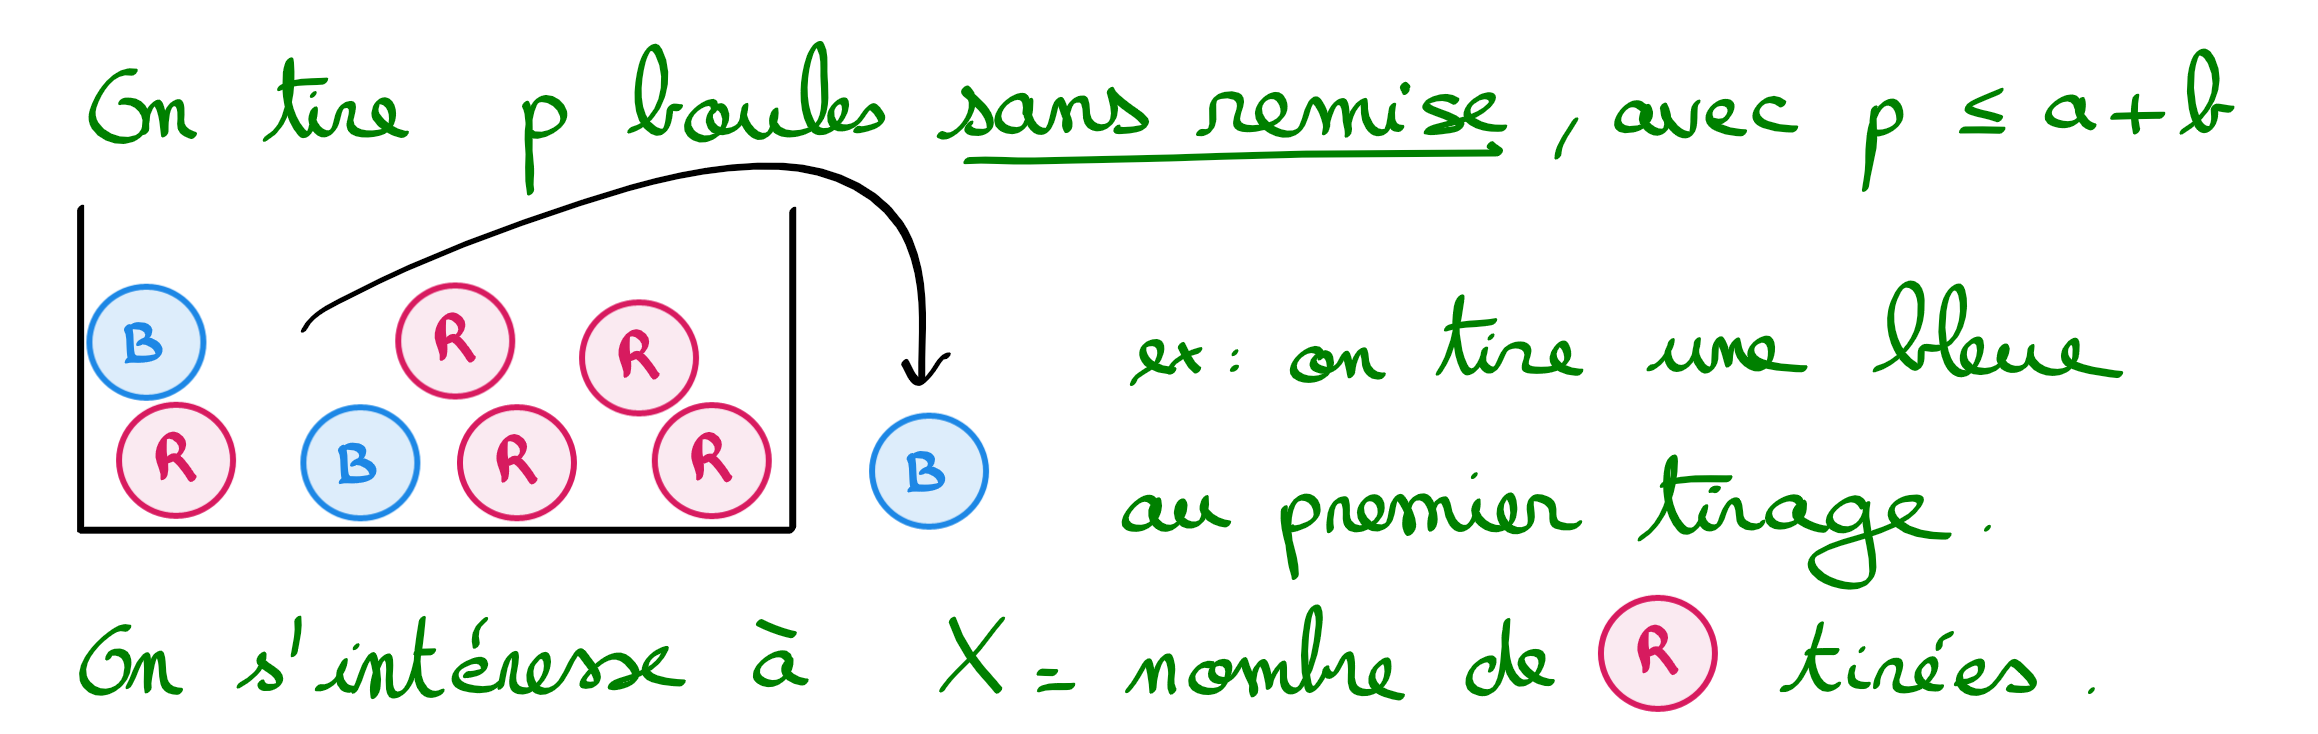 On tire p boules sans remise, avec p ≤ a+b
B R R
R B R R B
ex: on tire une bleue
au premier tirage.
On s'intéresse à X = nombre de R tirées.